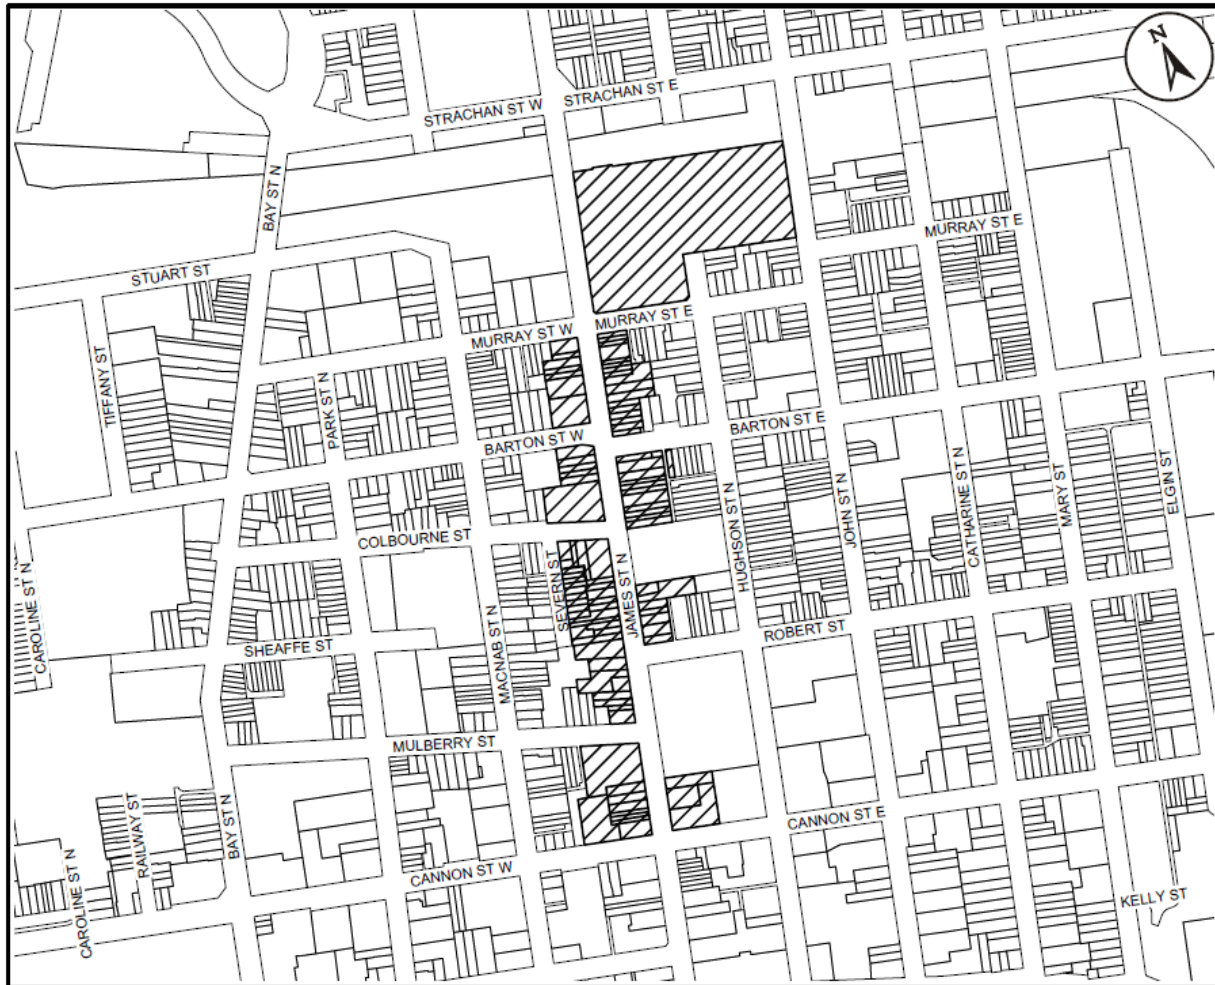 N
STRACHAN ST W
STRACHAN ST E
BAY ST N
MURRAY ST E
STUART ST
MURRAY ST W
MURRAY ST E
TIFFANY ST
PARK ST N
BARTON ST W
BARTON ST E
COLBOURNE ST
HUGHSON ST N
JOHN ST N
CATHARINE ST N
MARY ST
ELGIN ST
CAROLINE ST N
SEVERN ST
JAMES ST N
MACNAB ST N
ROBERT ST
SHEAFFE ST
MULBERRY ST
RAILWAY ST
BAY ST N
CANNON ST E
CANNON ST W
CAROLINE ST N
KELLY ST